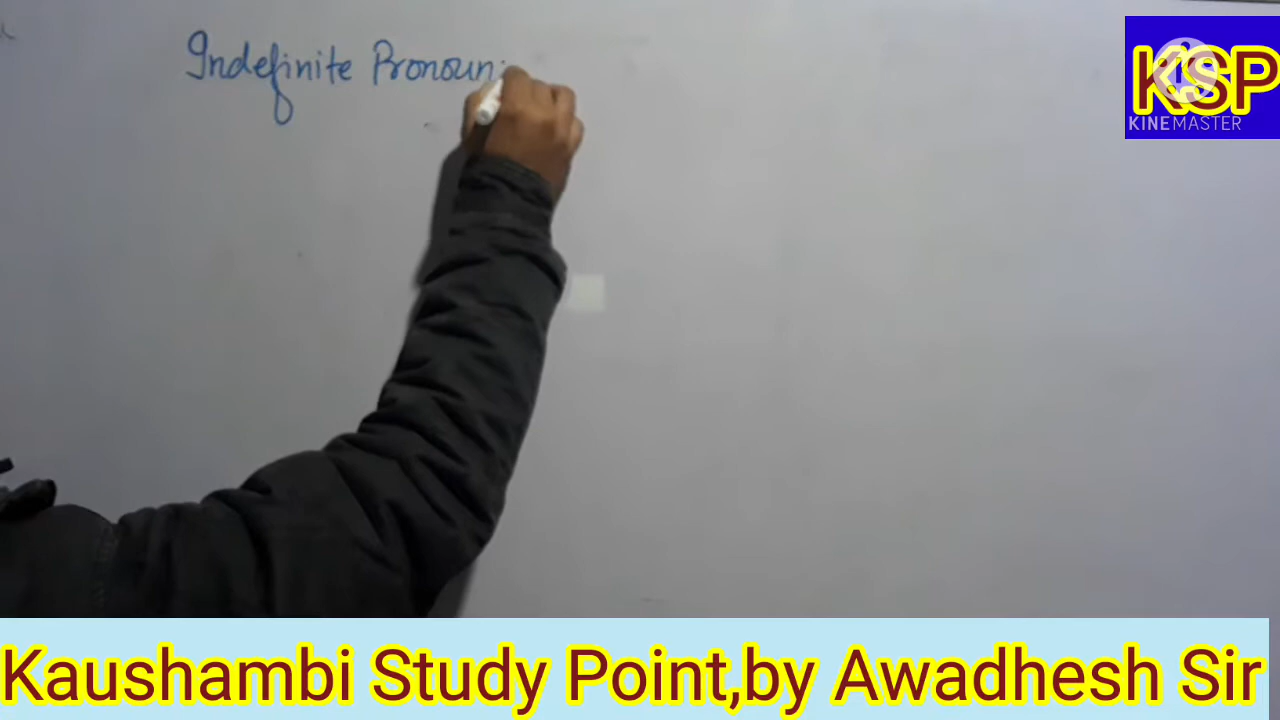 Indefinite Pronoun:
KSP
KINEMASTER
Kaushambi Study Point,by Awadhesh Sir